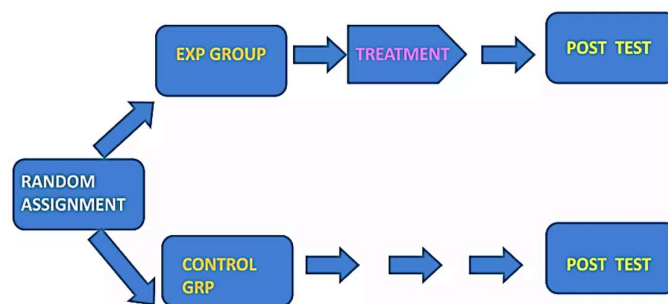 EXP GROUP
TREATMENT
POST TEST
RANDOM
ASSIGNMENT
CONTROL
GRP
POST TEST